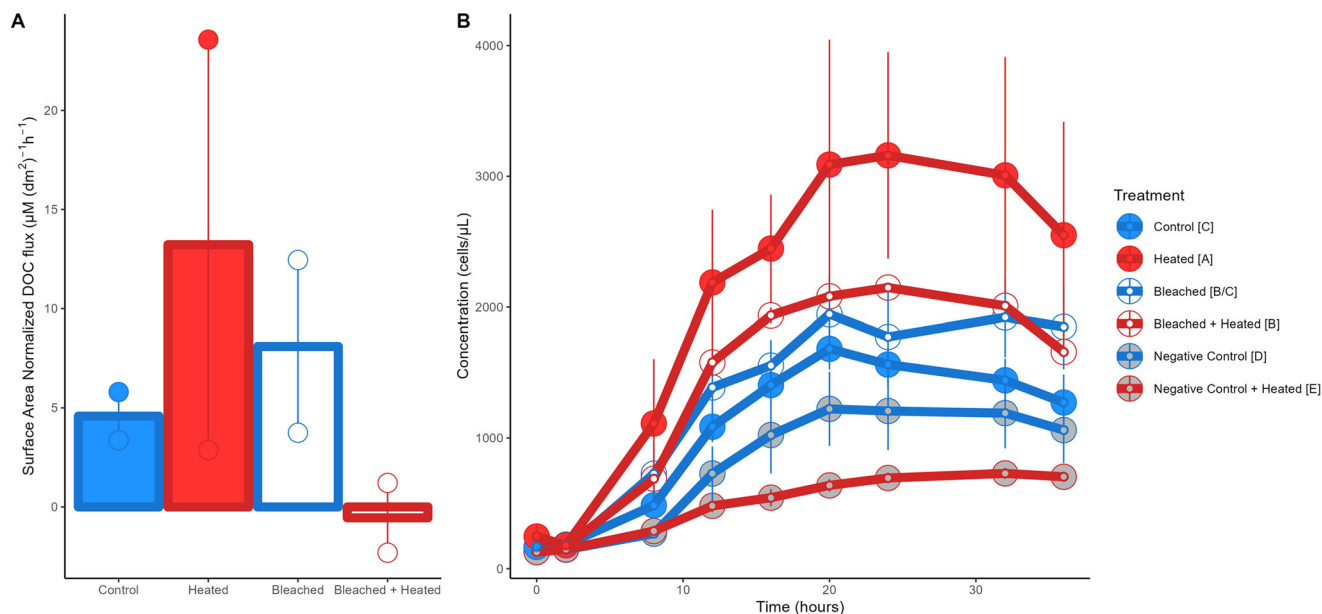 A
Surface Area Normalized DOC flux (µM (dm²)⁻¹h⁻¹)
20
15
10
5
0
Control
Heated
Bleached
Bleached + Heated
B
Concentration (cells/µL)
4000
3000
2000
1000
0
0
10
20
30
Time (hours)
Treatment
Control [C]
Heated [A]
Bleached [B/C]
Bleached + Heated [B]
Negative Control [D]
Negative Control + Heated [E]